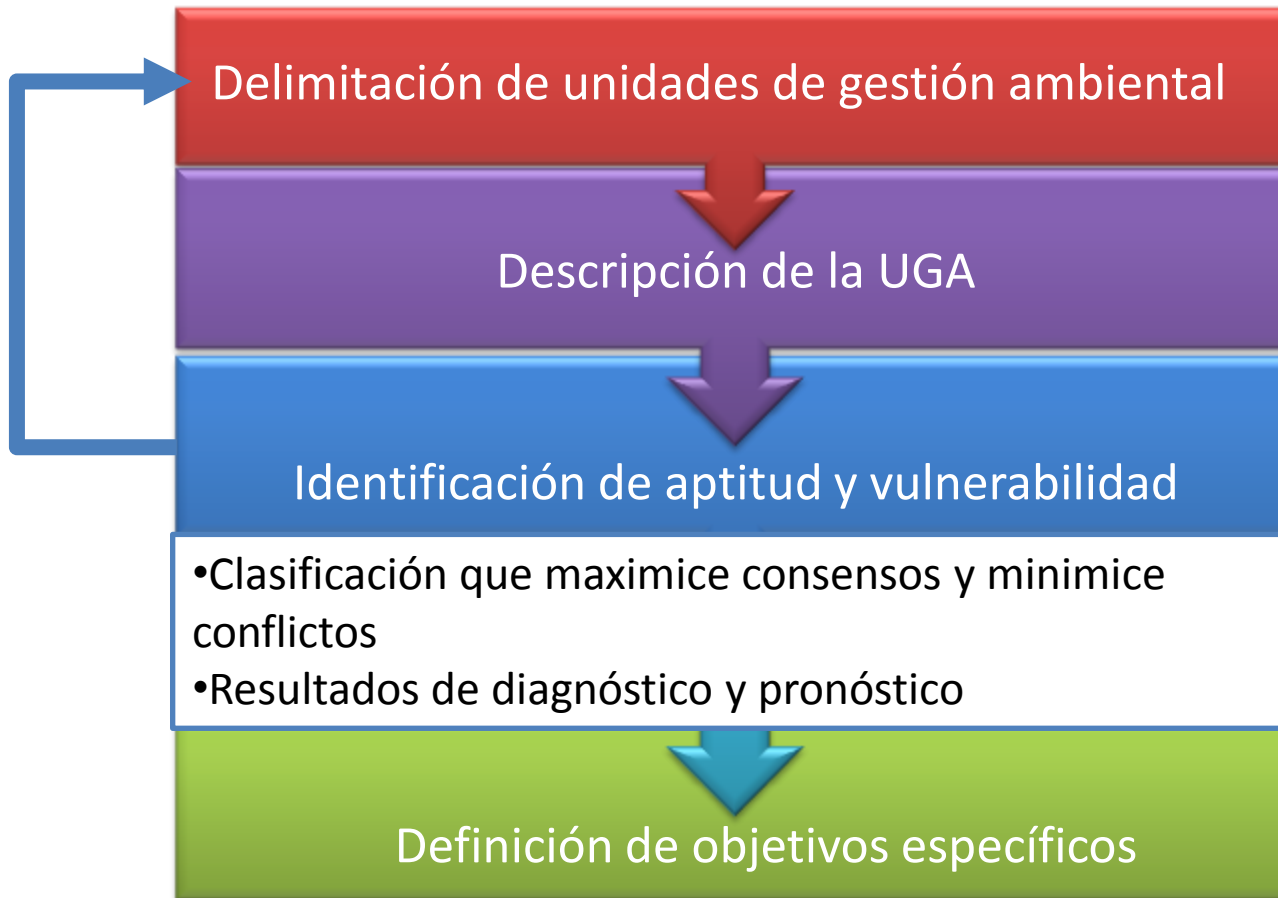 Delimitación de unidades de gestión ambiental
Descripción de la UGA
Identificación de aptitud y vulnerabilidad
•Clasificación que maximice consensos y minimice
conflictos
•Resultados de diagnóstico y pronóstico
Definición de objetivos específicos